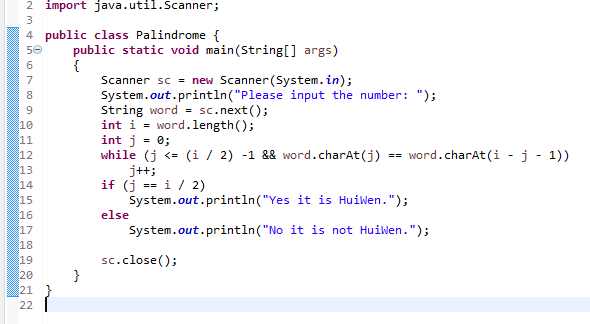 2 import java.util.Scanner;
3
4 public class Palindrome {
5 public static void main(String[] args)
6 {
7 Scanner sc = new Scanner(System.in);
8 System.out.println("Please input the number: ");
9 String word = sc.next();
10 int i = word.length();
11 int j = 0;
12 while (j <= (i / 2) -1 && word.charAt(j) == word.charAt(i - j - 1))
13 j++;
14 if (j == i / 2)
15 System.out.println("Yes it is HuiWen.");
16 else
17 System.out.println("No it is not HuiWen.");
18
19 sc.close();
20 }
21 }
22